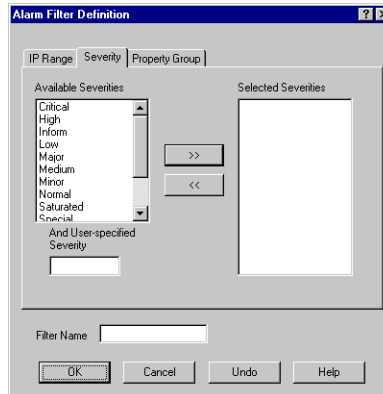 Alarm Filter Definition
IP Range Severity Property Group
Available Severities
Selected Severities
Critical
High
Inform
Low
Major
Medium
Minor
Normal
Saturated
Special
>>
<<
And User-specified
Severity
Filter Name
OK Cancel Undo Help